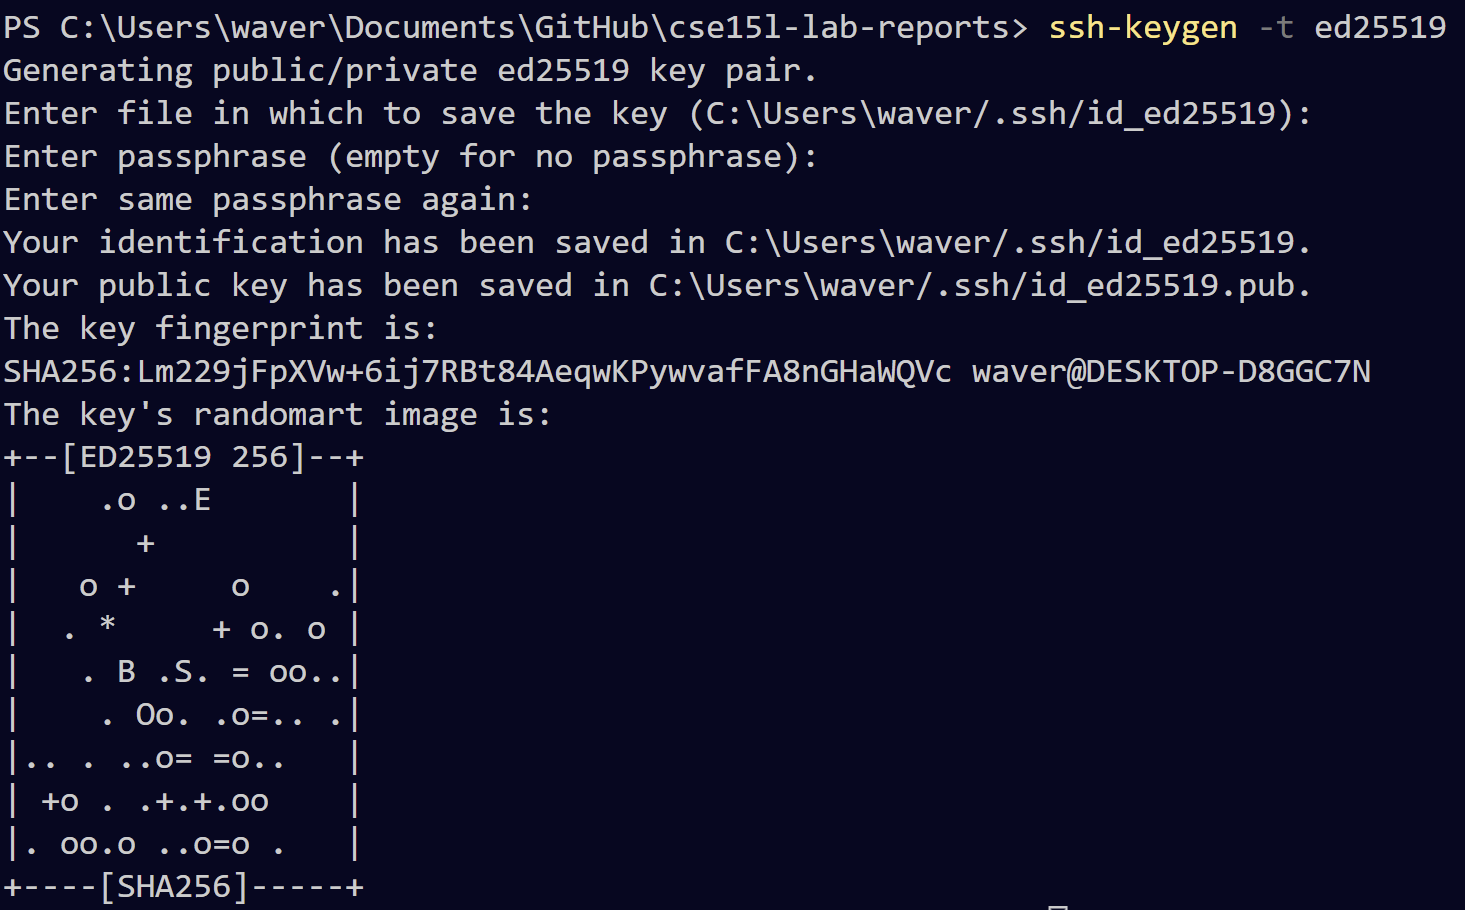 PS C:\Users\waver\Documents\GitHub\cse15l-lab-reports> ssh-keygen -t ed25519
Generating public/private ed25519 key pair.
Enter file in which to save the key (C:\Users\waver/.ssh/id_ed25519):
Enter passphrase (empty for no passphrase):
Enter same passphrase again:
Your identification has been saved in C:\Users\waver/.ssh/id_ed25519.
Your public key has been saved in C:\Users\waver/.ssh/id_ed25519.pub.
The key fingerprint is:
SHA256:Lm229jFpXVw+6ij7RBt84AeqwKPywvafFA8nGHaWQVc waver@DESKTOP-D8GGC7N
The key's randomart image is:
+--[ED25519 256]--+
|    .o ..E       |
|      +          |
|   o +     o    .|
|  . *     + o. o |
|   . B .S. = oo..|
|    . Oo. .o=.. .|
|.. . ..o= =o..   |
| +o . .+.+.oo    |
|. oo.o ..o=o .   |
+----[SHA256]-----+